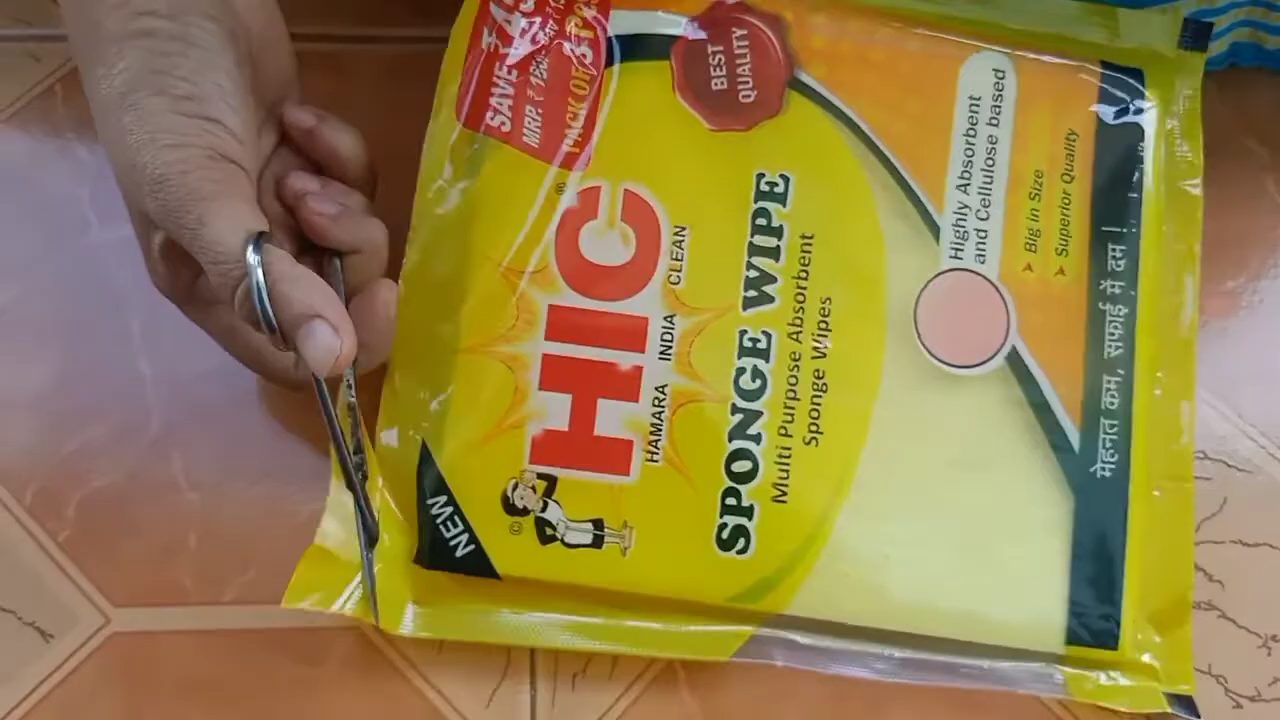 SAVE ₹
MRP. ₹
PACK OF 3 Pcs
BEST
QUALITY
HIC
®
HAMARA INDIA CLEAN
SPONGE WIPE
Multi Purpose Absorbent
Sponge Wipes
NEW
©
Highly Absorbent
and Cellulose based
➤ Big in Size
➤ Superior Quality
मेहनत कम, सफाई में दम !